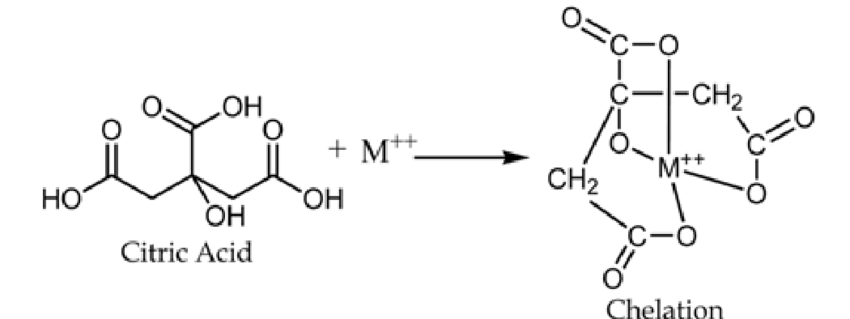 O
C—O
C—CH₂
O
OH
O
O
O
C
O
+ M⁺⁺
M⁺⁺
HO
OH
OH
CH₂
O
C—O
Citric Acid
O
Chelation